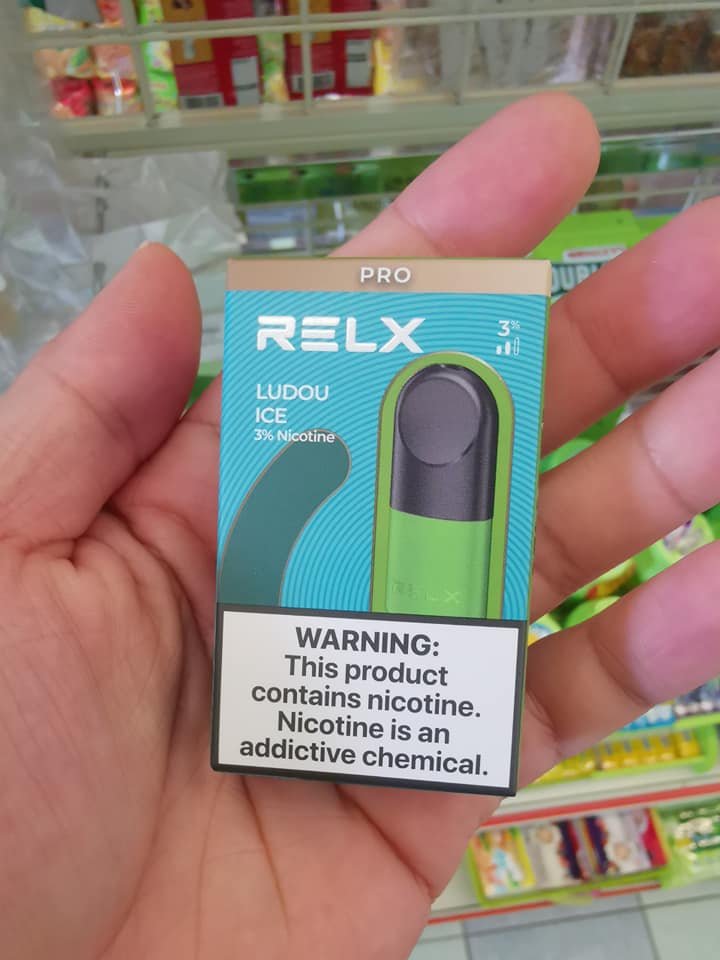 PRO
RELX
3%
LUDOU
ICE
3% Nicotine
RELX
WARNING:
This product
contains nicotine.
Nicotine is an
addictive chemical.